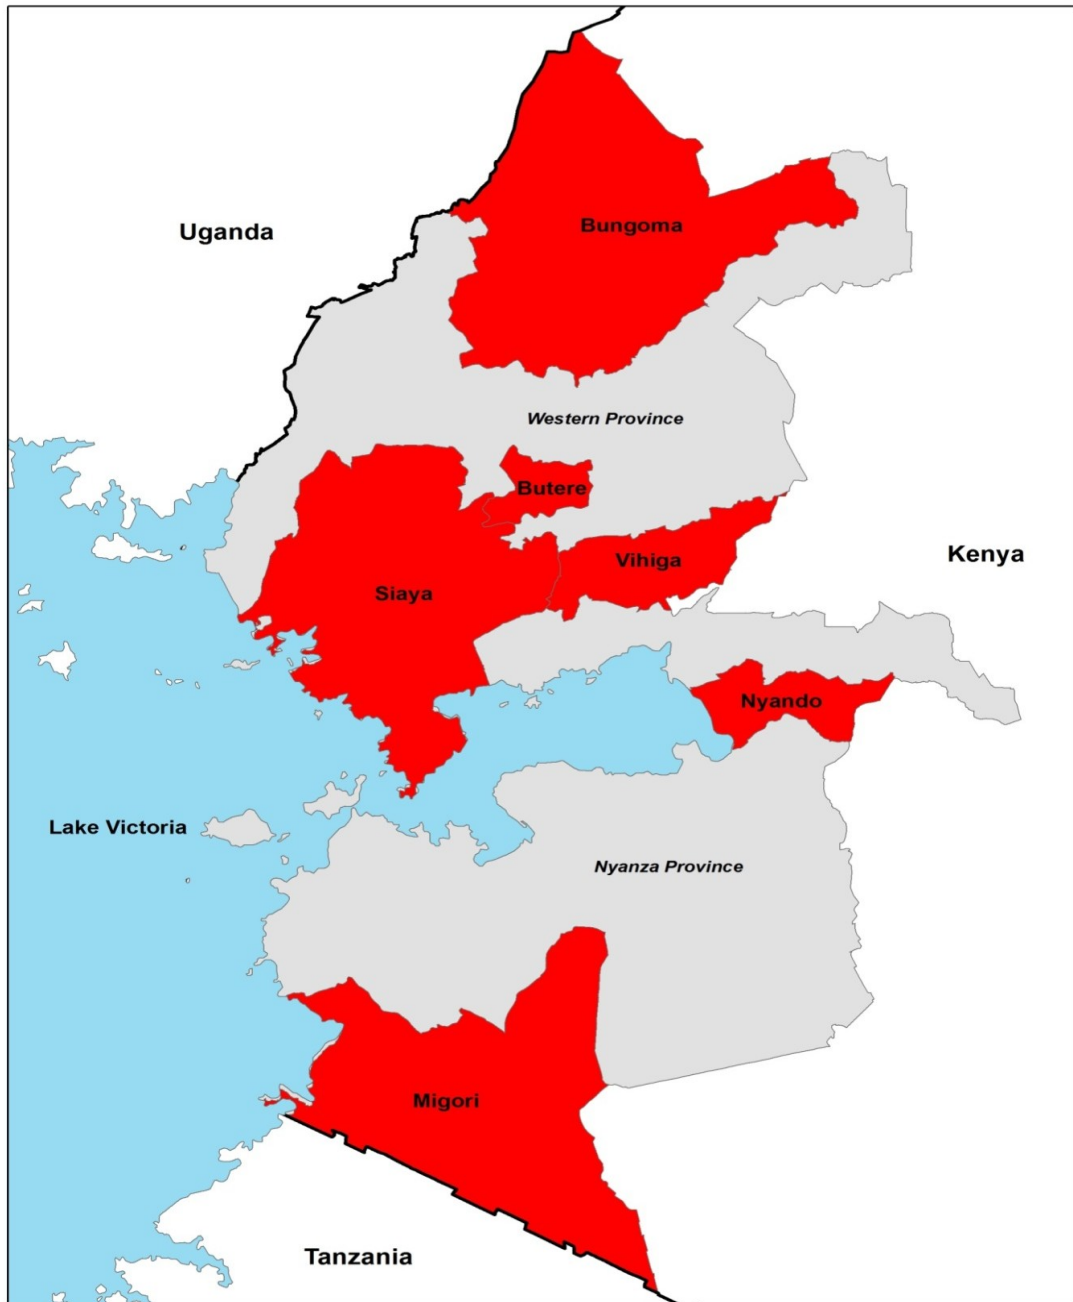 Bungoma
Uganda
Western Province
Butere
Kenya
Vihiga
Siaya
Nyando
Lake Victoria
Nyanza Province
Migori
Tanzania